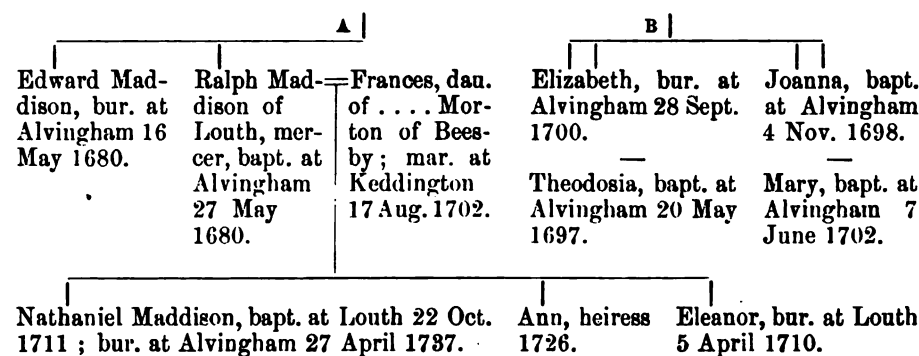 A
B
Edward Mad-
dison, bur. at
Alvingham 16
May 1680.
Ralph Mad-
dison of
Louth, mer-
cer, bapt. at
Alvingham
27 May
1680.
=Frances, dau.
of . . . . Mor-
ton of Bees-
by ; mar. at
Keddington
17 Aug. 1702.
Elizabeth, bur. at
Alvingham 28 Sept.
1700.
—
Theodosia, bapt. at
Alvingham 20 May
1697.
Joanna, bapt.
at Alvingham
4 Nov. 1698.
—
Mary, bapt. at
Alvingham 7
June 1702.
Nathaniel Maddison, bapt. at Louth 22 Oct.
1711 ; bur. at Alvingham 27 April 1737.
Ann, heiress
1726.
Eleanor, bur. at Louth
5 April 1710.